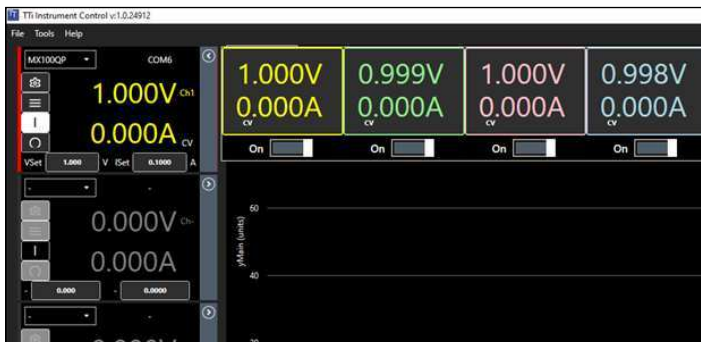 TTi Instrument Control v:1.0.24912
File Tools Help
MX100QP COM6
1.000V Ch1
0.000A CV
VSet 1.000 V ISet 0.1000 A
1.000V 0.999V 1.000V 0.998V
0.000A 0.000A 0.000A 0.000A
CV CV CV CV
On On On On
- -
0.000V Ch-
0.000A
- 0.000 - 0.0000
- -
60
yMain (units)
40
20